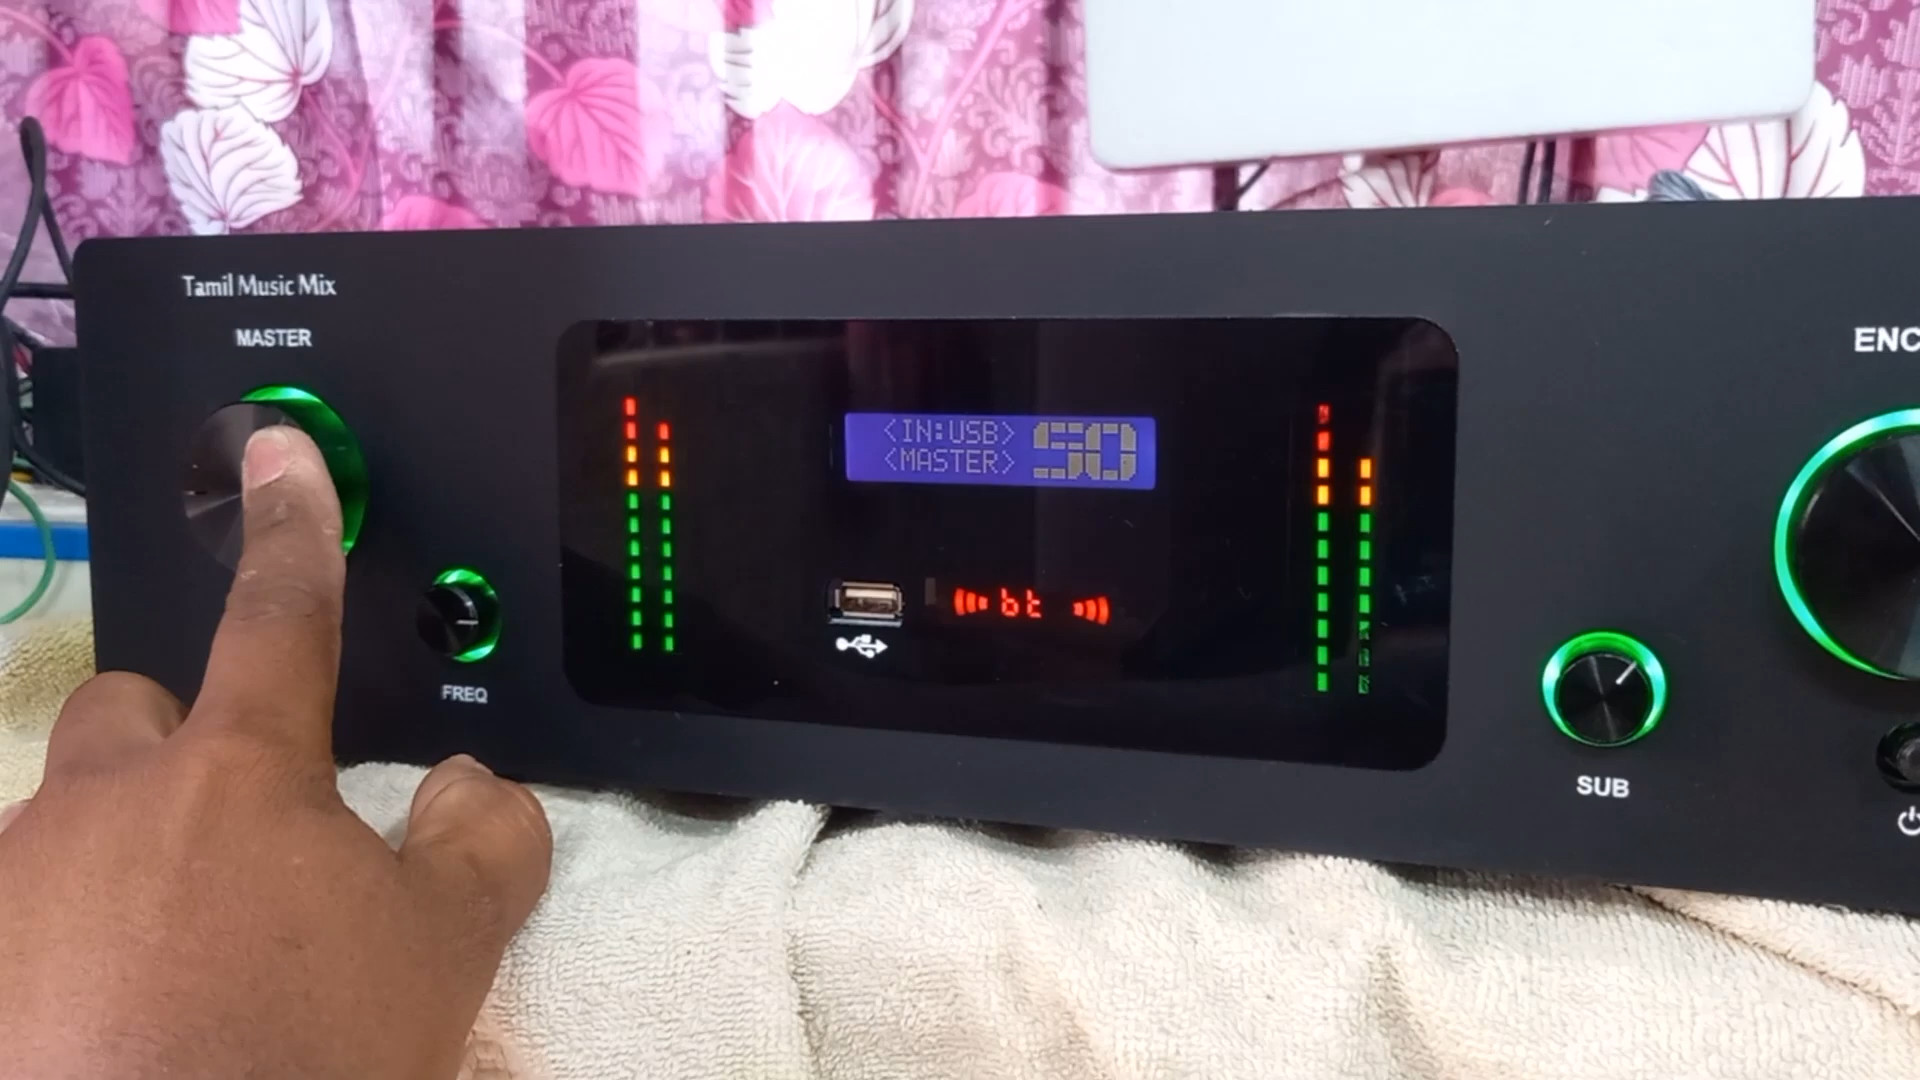 Tamil Music Mix
MASTER
ENC
<IN:USB> 50
<MASTER>
bt
FREQ
SUB